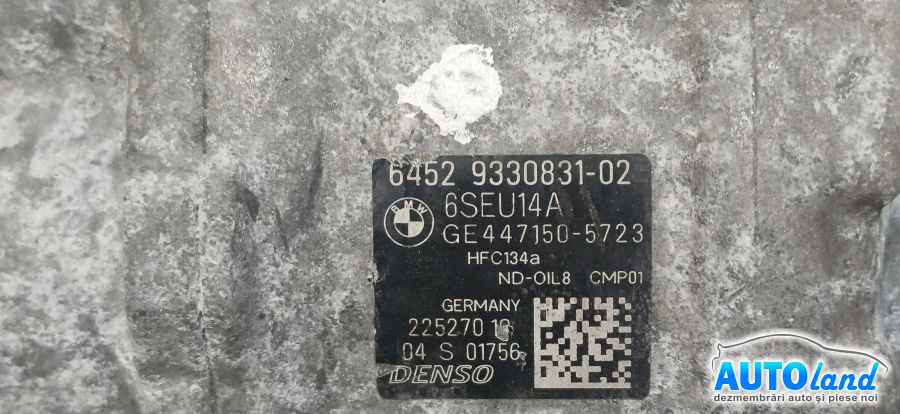 6452 9330831-02
BMW
6SEU14A
GE447150-5723
HFC134a
ND-OIL8 CMP01
GERMANY
22527018
04 S 01756
DENSO
AUTOland
dezmembrări auto și piese noi